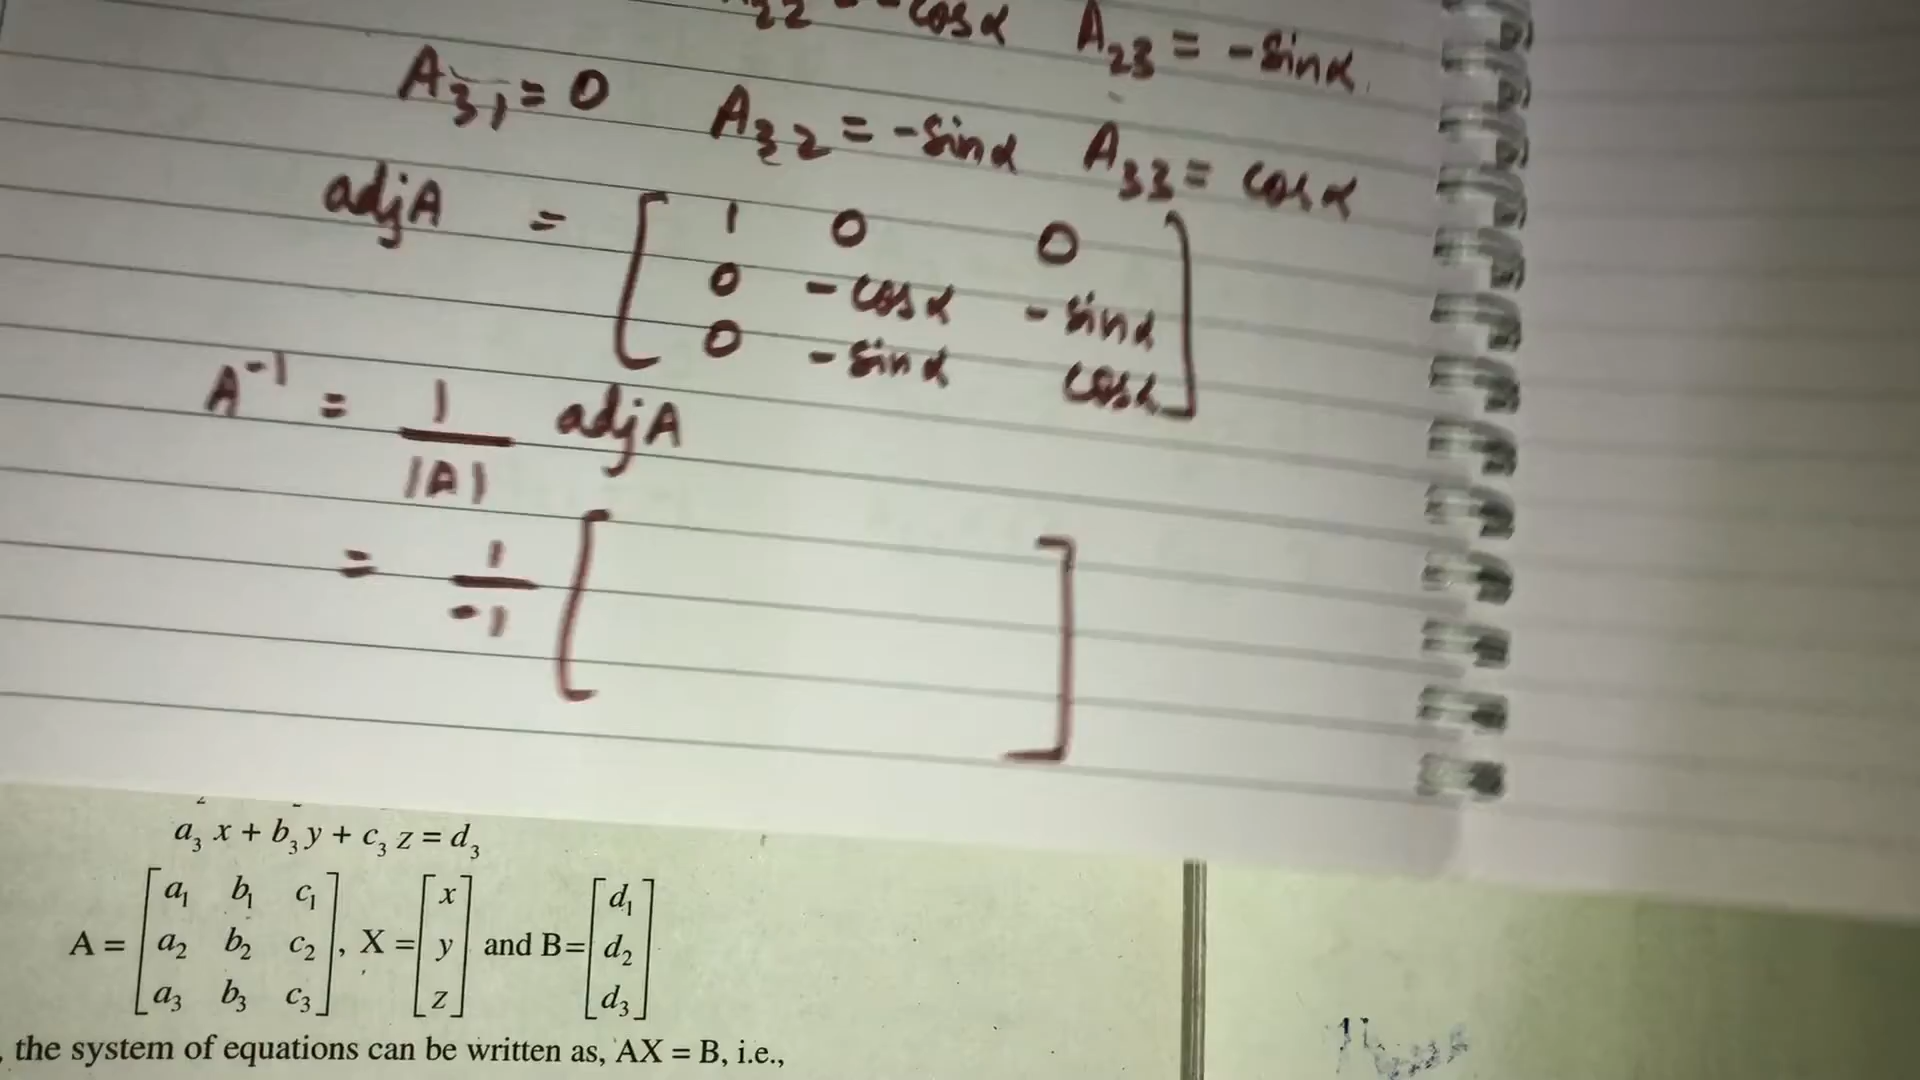 A22 = -cosα A23 = -sinα
A31 = 0 A32 = -sinα A33 = cosα
adjA = [ 1 0 0
0 -cosα -sinα
0 -sinα cosα ]
A⁻¹ = 1/|A| adjA
= 1/-1 [ ]
a₃ x + b₃ y + c₃ z = d₃
A = [ a₁ b₁ c₁
a₂ b₂ c₂
a₃ b₃ c₃ ], X = [ x
y
z ] and B = [ d₁
d₂
d₃ ]
, the system of equations can be written as, AX = B, i.e.,